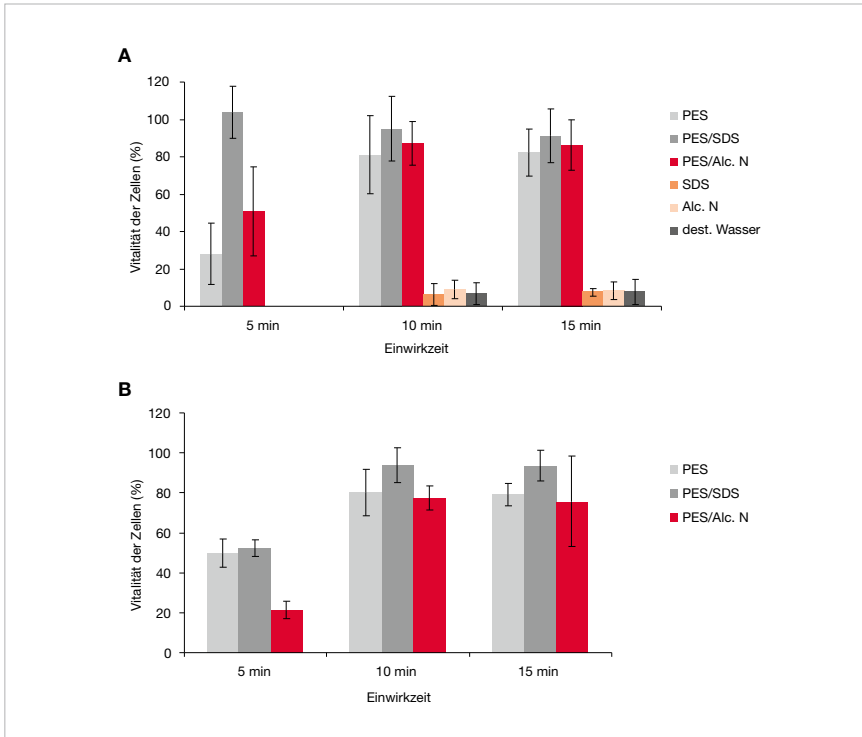 A
120
100
80
60
40
20
0
Vitalität der Zellen (%)
5 min 10 min 15 min
Einwirkzeit
PES
PES/SDS
PES/Alc. N
SDS
Alc. N
dest. Wasser
B
120
100
80
60
40
20
0
Vitalität der Zellen (%)
5 min 10 min 15 min
Einwirkzeit
PES
PES/SDS
PES/Alc. N